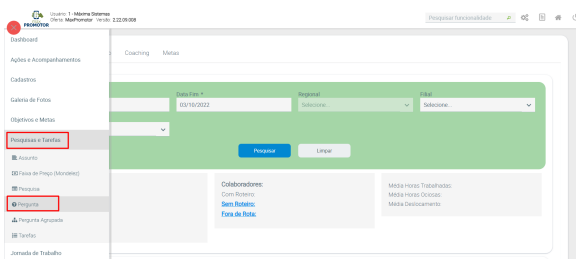 Usuário: 1 - Máxima Sistemas
Oferta: MaxPromotor Versão: 2.22.09.008
PROMOTOR
Pesquisar funcionalidade
Dashboard
Ações e Acompanhamentos
Cadastros
Galeria de Fotos
Objetivos e Metas
Pesquisas e Tarefas
Assunto
Faixa de Preço (Mondelez)
Pesquisa
Pergunta
Pergunta Agrupada
Tarefas
Jornada de Trabalho
Coaching Metas
Data Fim * Regional Filial
03/10/2022 Selecione Selecione...
Pesquisar Limpar
Colaboradores:
Com Roteiro:
Sem Roteiro:
Fora de Rota:
Média Horas Trabalhadas:
Média Horas Ociosas:
Média Deslocamento: